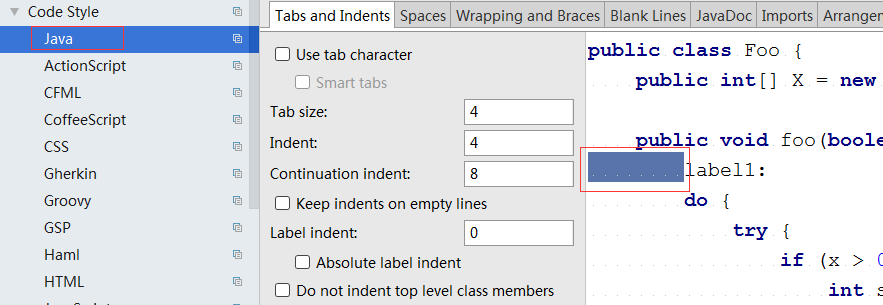 Code Style
Java
ActionScript
CFML
CoffeeScript
CSS
Gherkin
Groovy
GSP
Haml
HTML
Tabs and Indents
Spaces
Wrapping and Braces
Blank Lines
JavaDoc
Imports
Arrangem
Use tab character
Smart tabs
Tab size: 4
Indent: 4
Continuation indent: 8
Keep indents on empty lines
Label indent: 0
Absolute label indent
Do not indent top level class members
public class Foo {
public int[] X = new
public void foo(boole
label1:
do {
try {
if (x > 0
int s